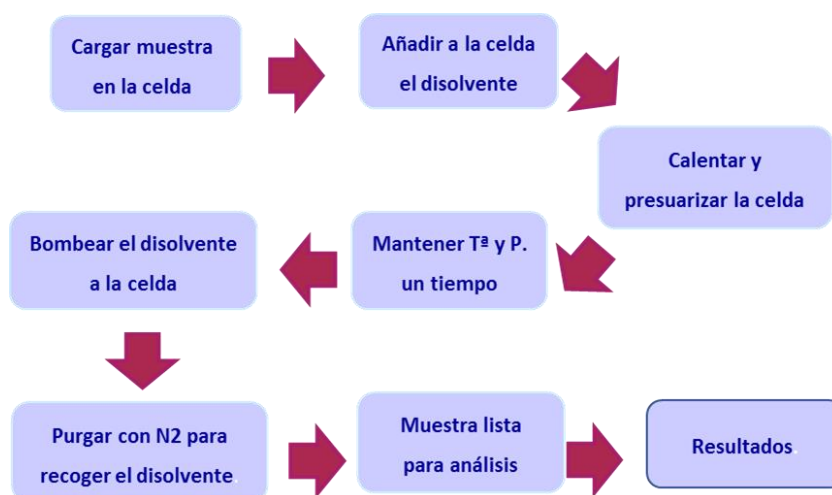 Cargar muestra
en la celda
Añadir a la celda
el disolvente
Calentar y
presuarizar la celda
Mantener Tª y P.
un tiempo
Bombear el disolvente
a la celda
Purgar con N2 para
recoger el disolvente.
Muestra lista
para análisis
Resultados.